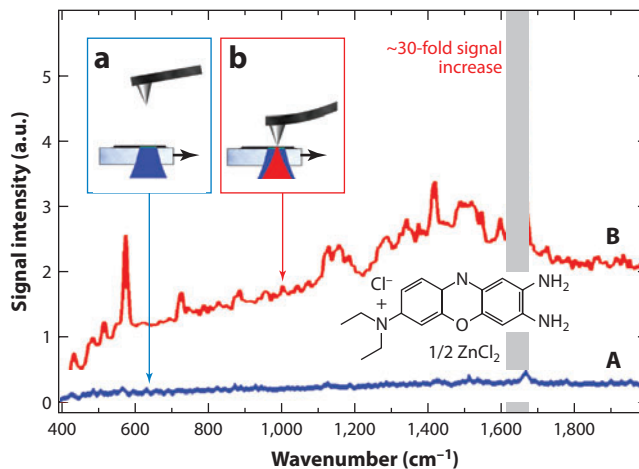 a
b
~30-fold signal
increase
Signal intensity (a.u.)
5
4
3
2
1
0
B
Cl⁻
+
N
N
O
NH₂
NH₂
1/2 ZnCl₂
A
400 600 800 1,000 1,200 1,400 1,600 1,800
Wavenumber (cm⁻¹)